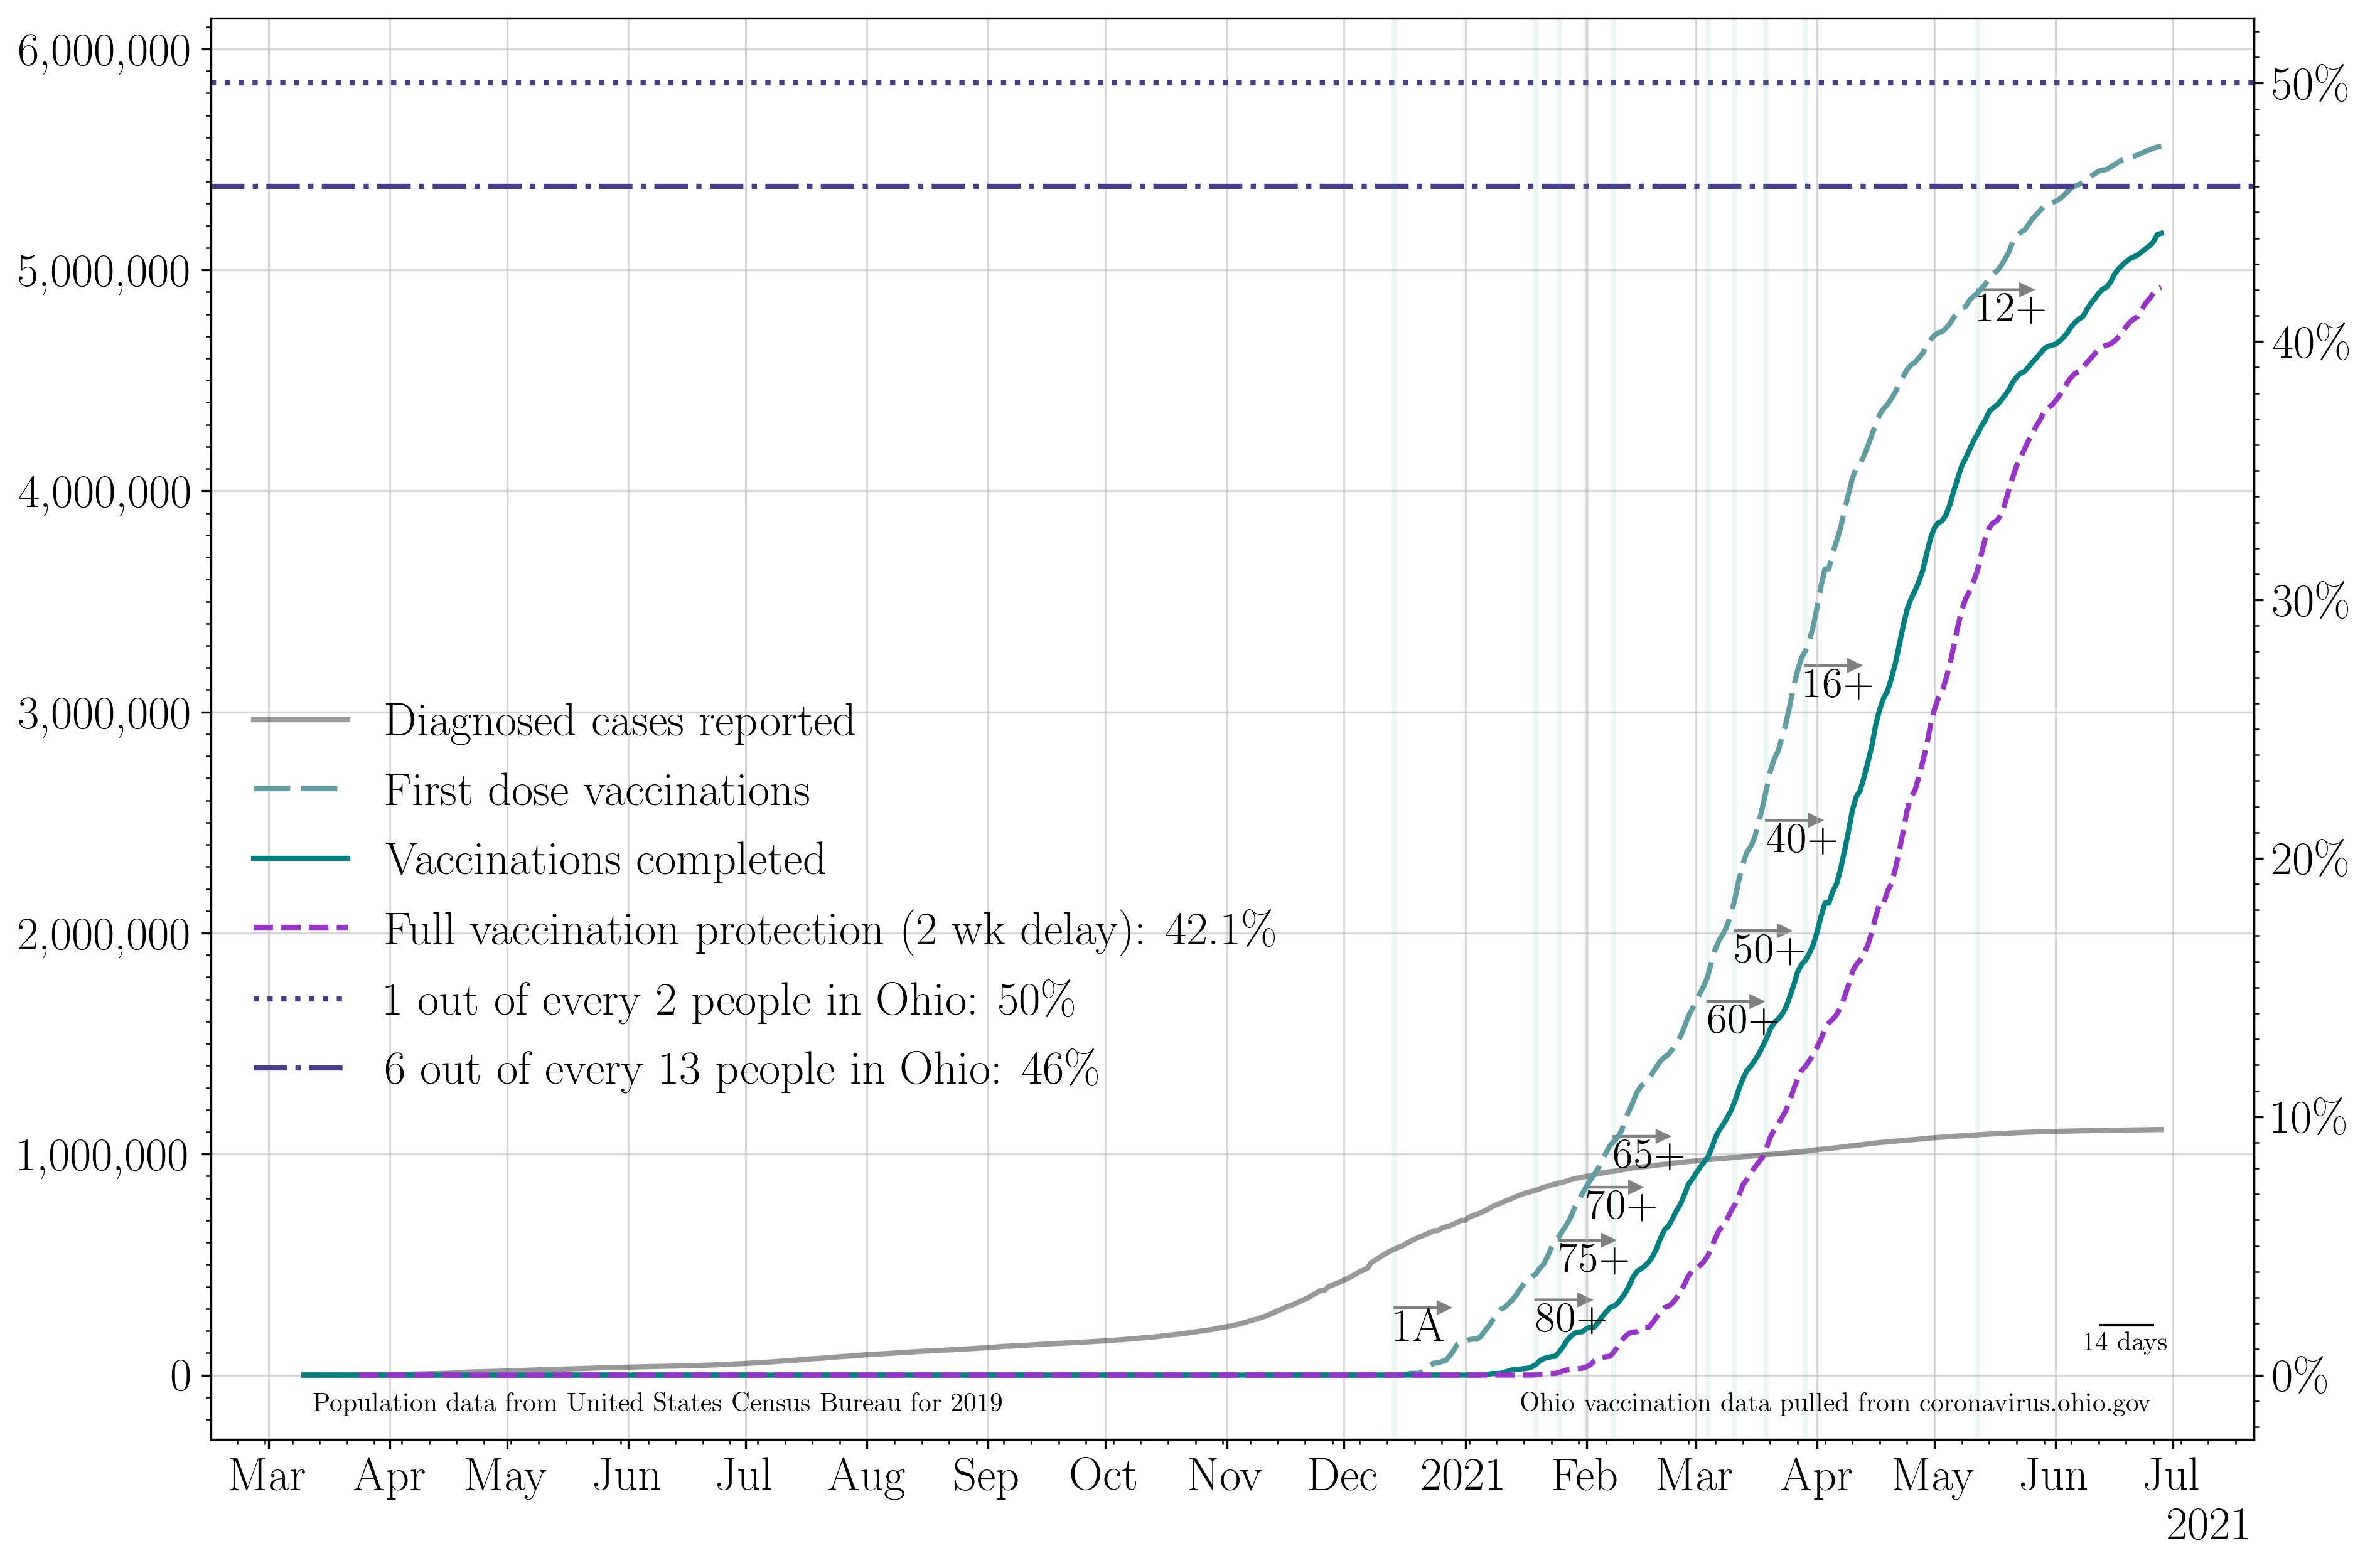 6,000,000
50%
5,000,000
12+
40%
4,000,000
30%
16+
3,000,000
Diagnosed cases reported
First dose vaccinations
40+
Vaccinations completed
20%
2,000,000
Full vaccination protection (2 wk delay): 42.1%
50+
1 out of every 2 people in Ohio: 50%
60+
6 out of every 13 people in Ohio: 46%
10%
1,000,000
65+
70+
75+
1A
80+
14 days
0
0%
Population data from United States Census Bureau for 2019
Ohio vaccination data pulled from coronavirus.ohio.gov
Mar Apr May Jun Jul Aug Sep Oct Nov Dec 2021 Feb Mar Apr May Jun Jul
2021